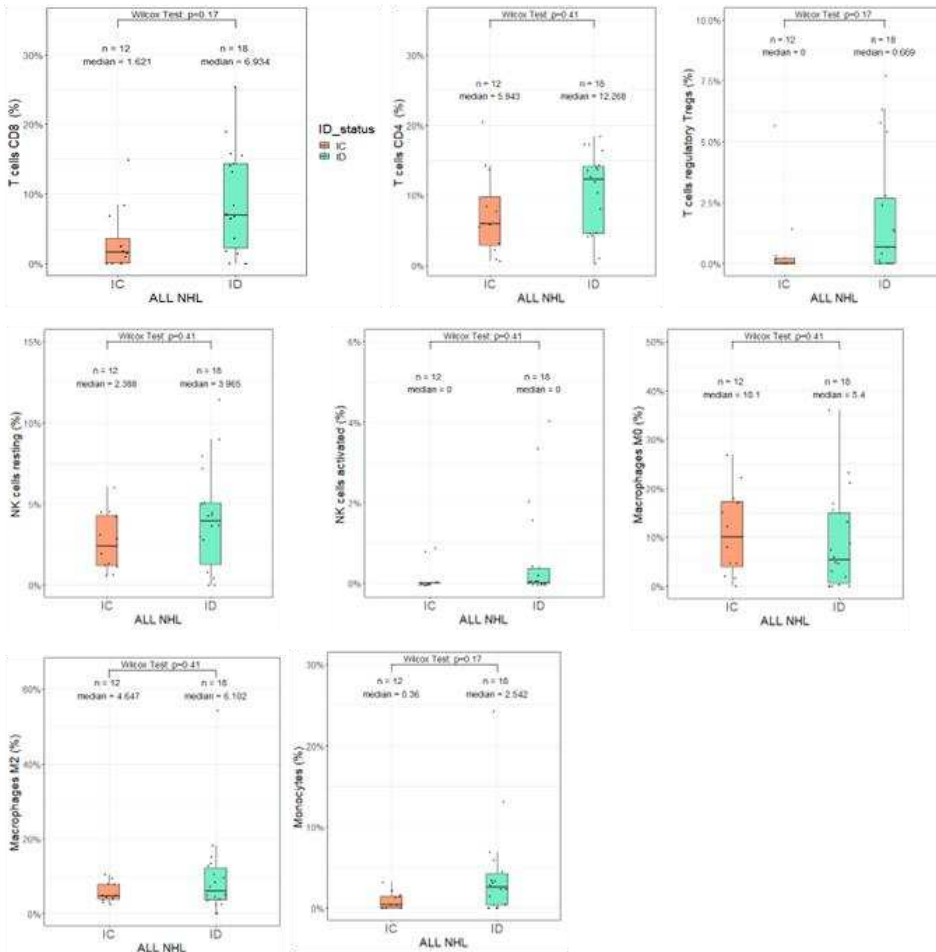 Wilcox Test p=0.17
n = 12
n = 18
median = 1.621
median = 6.934
30%
20%
10%
0%
T cells CD8 (%)
IC
ID
ALL NHL
ID_status
IC
ID
Wilcox Test p=0.41
n = 12
n = 18
median = 5.943
median = 12.268
30%
20%
10%
0%
T cells CD4 (%)
IC
ID
ALL NHL
Wilcox Test p=0.17
10.0%
n = 12
n = 18
median = 0
median = 0.669
7.5%
5.0%
2.5%
0.0%
T cells regulatory Tregs (%)
IC
ID
ALL NHL
Wilcox Test p=0.41
15%
n = 12
n = 18
median = 2.388
median = 3.965
10%
5%
0%
NK cells resting (%)
IC
ID
ALL NHL
Wilcox Test p=0.41
6%
n = 12
n = 18
median = 0
median = 0
4%
2%
0%
NK cells activated (%)
IC
ID
ALL NHL
Wilcox Test p=0.41
50%
n = 12
n = 18
median = 10.1
median = 5.4
40%
30%
20%
10%
0%
Macrophages M0 (%)
IC
ID
ALL NHL
Wilcox Test p=0.41
n = 12
n = 18
60%
median = 4.647
median = 6.102
40%
20%
0%
Macrophages M2 (%)
IC
ID
ALL NHL
Wilcox Test p=0.17
30%
n = 12
n = 18
median = 0.36
median = 2.542
20%
10%
0%
Monocytes (%)
IC
ID
ALL NHL